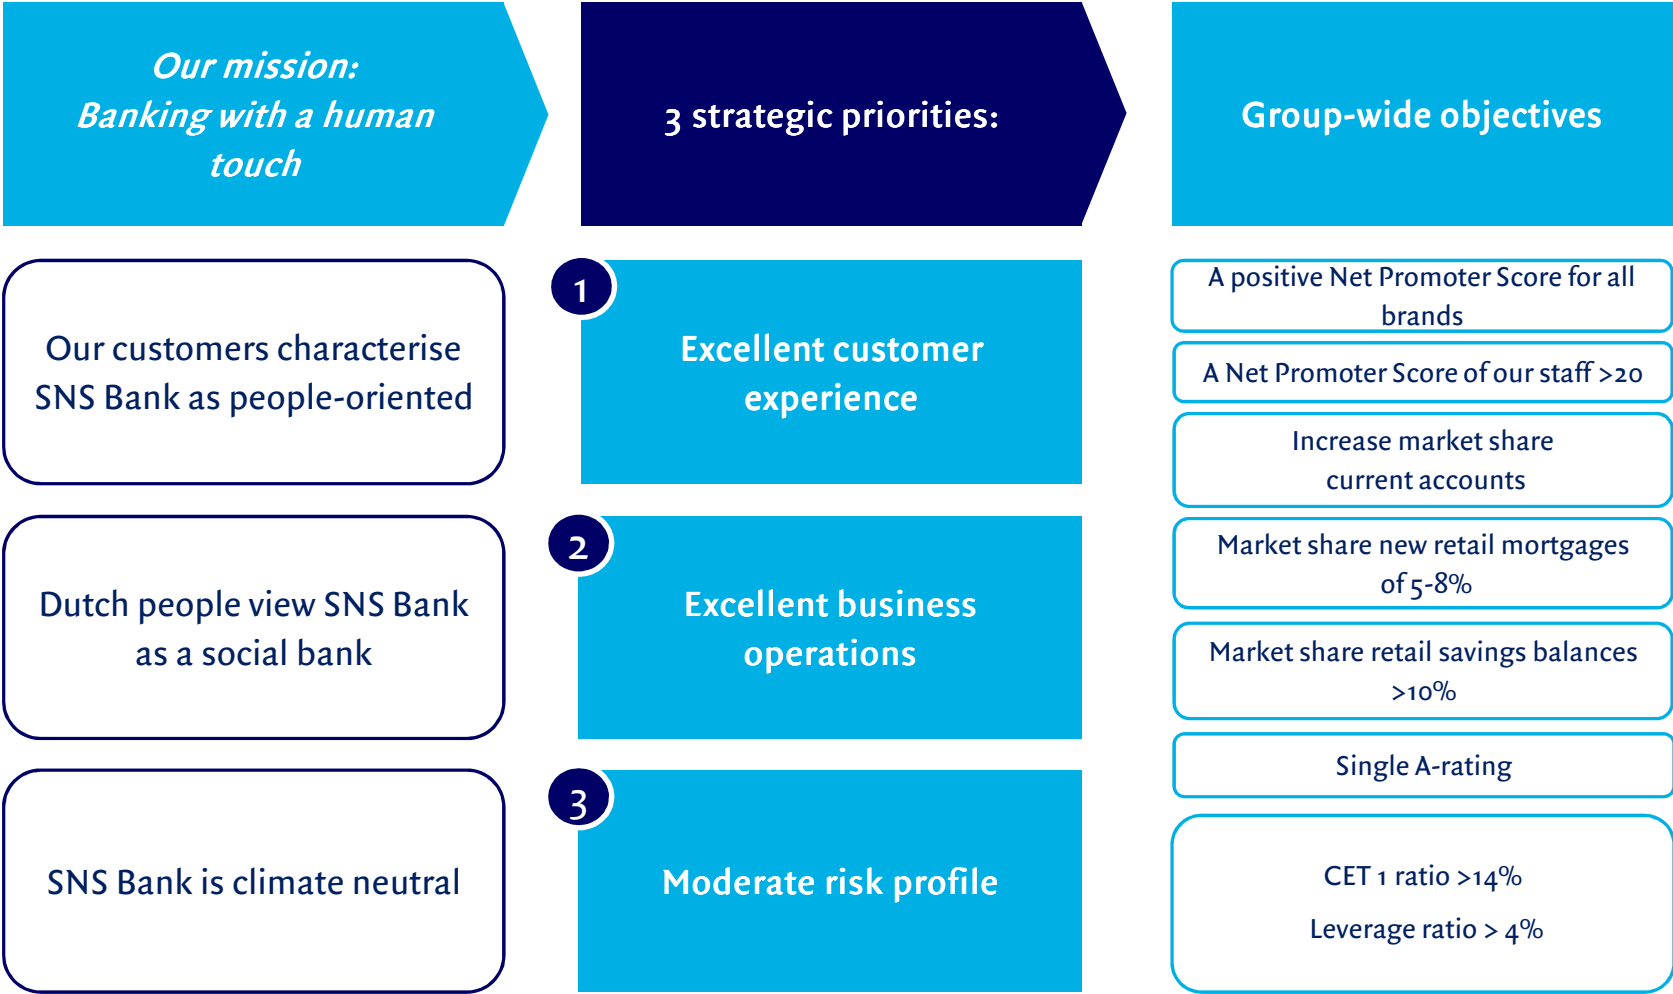 Our mission:
Banking with a human
touch
3 strategic priorities:
Group-wide objectives
Our customers characterise
SNS Bank as people-oriented
Dutch people view SNS Bank
as a social bank
SNS Bank is climate neutral
1
Excellent customer
experience
2
Excellent business
operations
3
Moderate risk profile
A positive Net Promoter Score for all
brands
A Net Promoter Score of our staff >20
Increase market share
current accounts
Market share new retail mortgages
of 5-8%
Market share retail savings balances
>10%
Single A-rating
CET 1 ratio >14%
Leverage ratio > 4%